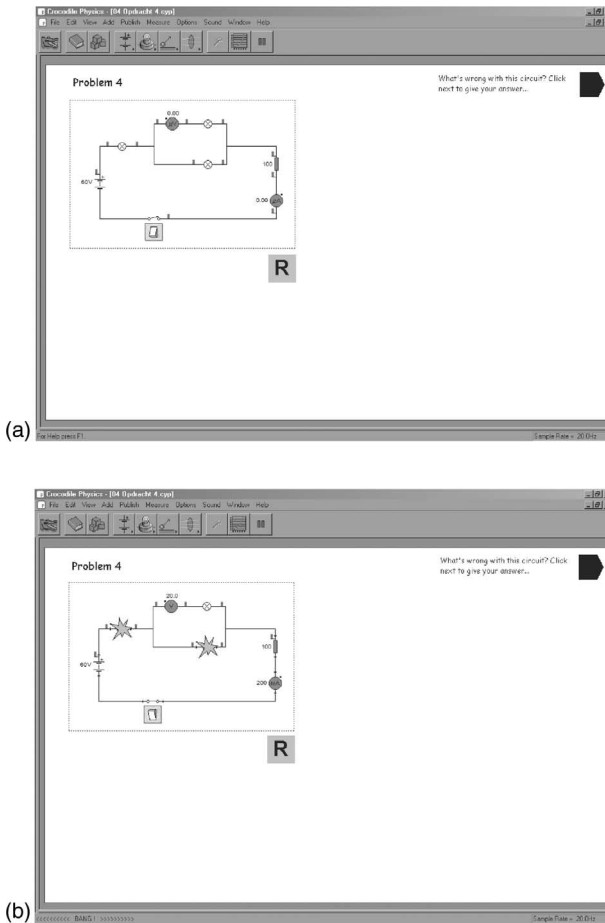 Crocodile Physics - [04 Opdracht 4.cyp]
File Edit View Add Publish Measure Options Sound Window Help
Problem 4
What's wrong with this circuit? Click
next to give your answer...
0.00
60V
100
0.00
R
(a)
For Help press F1
Sample Rate = 20.0Hz
Crocodile Physics - [04 Opdracht 4.cyp]
File Edit View Add Publish Measure Options Sound Window Help
Problem 4
What's wrong with this circuit? Click
next to give your answer...
20.0
V
60V
100
200 mA
R
(b)
<<<<<<<<<< BANG ! >>>>>>>>>>
Sample Rate = 20.0Hz